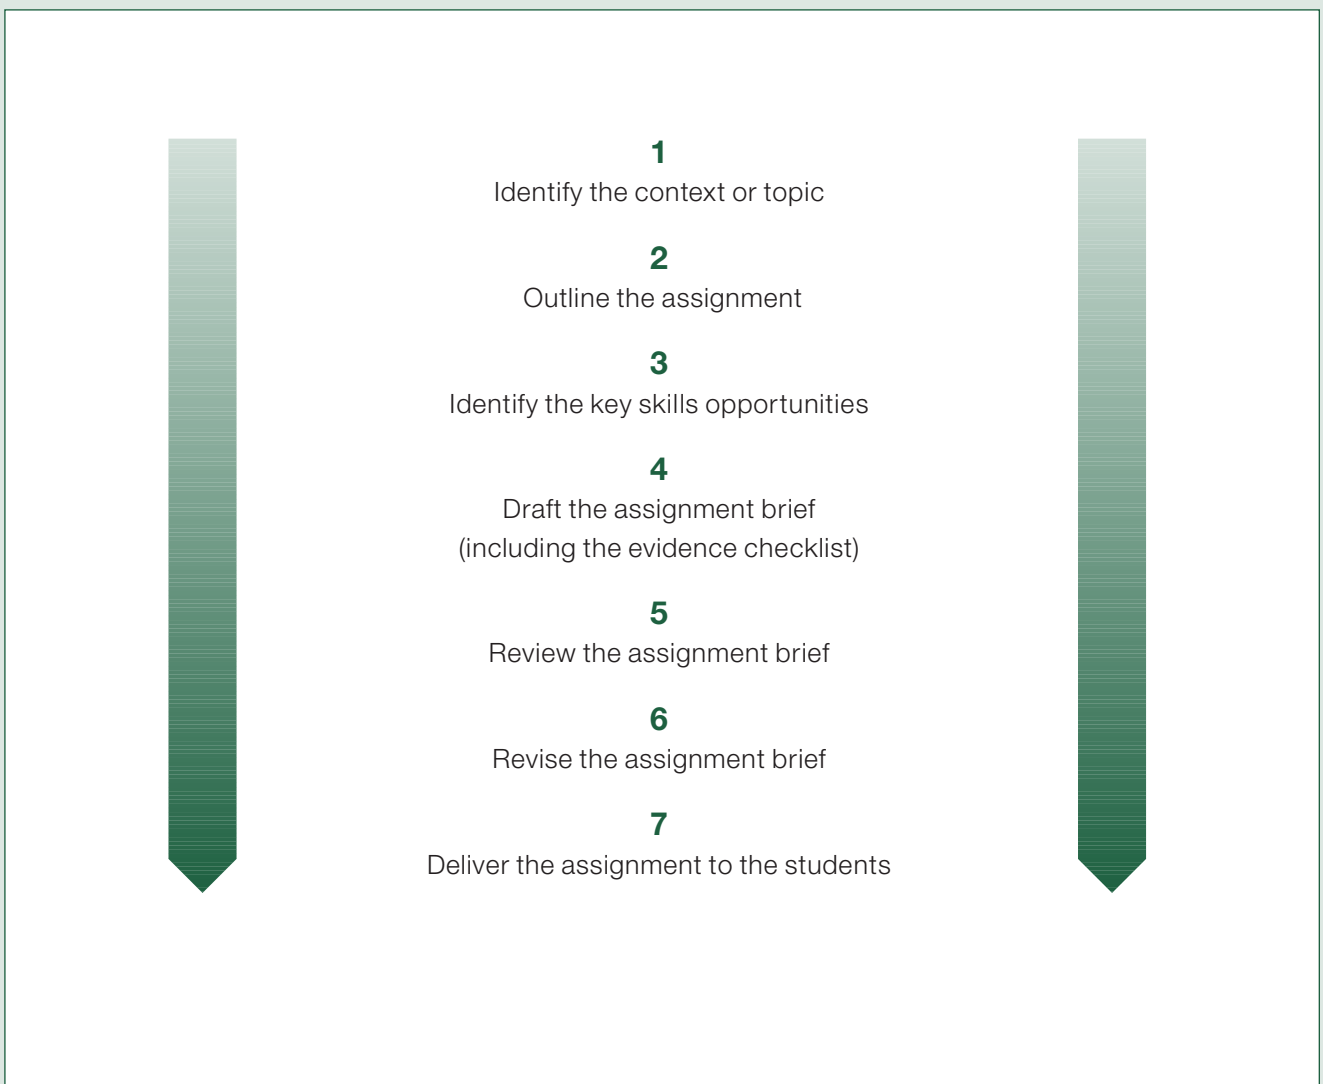 1
Identify the context or topic
2
Outline the assignment
3
Identify the key skills opportunities
4
Draft the assignment brief
(including the evidence checklist)
5
Review the assignment brief
6
Revise the assignment brief
7
Deliver the assignment to the students